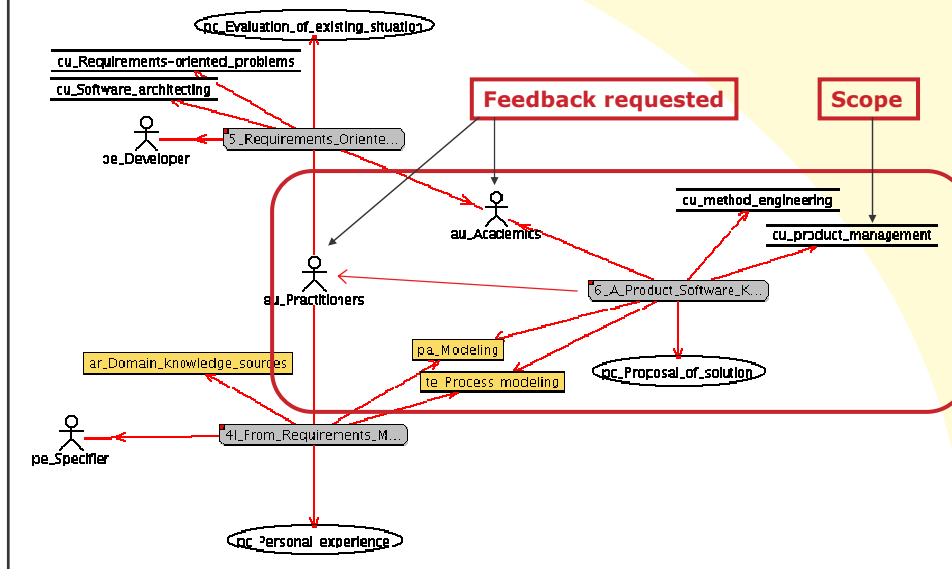 pc_Evaluation_of_existing_situation
cu_Requirements-oriented_problems
cu_Software_architecting
Feedback requested
Scope
5_Requirements_Oriente...
pe_Developer
cu_method_engineering
au_Academics
cu_product_management
au_Practitioners
6_A_Product_Software_K...
pa_Modeling
ar_Domain_knowledge_sources
te_Process_modeling
pc_Proposal_of_solution
4I_From_Requirements_M...
pe_Specifier
pc_Personal_experience